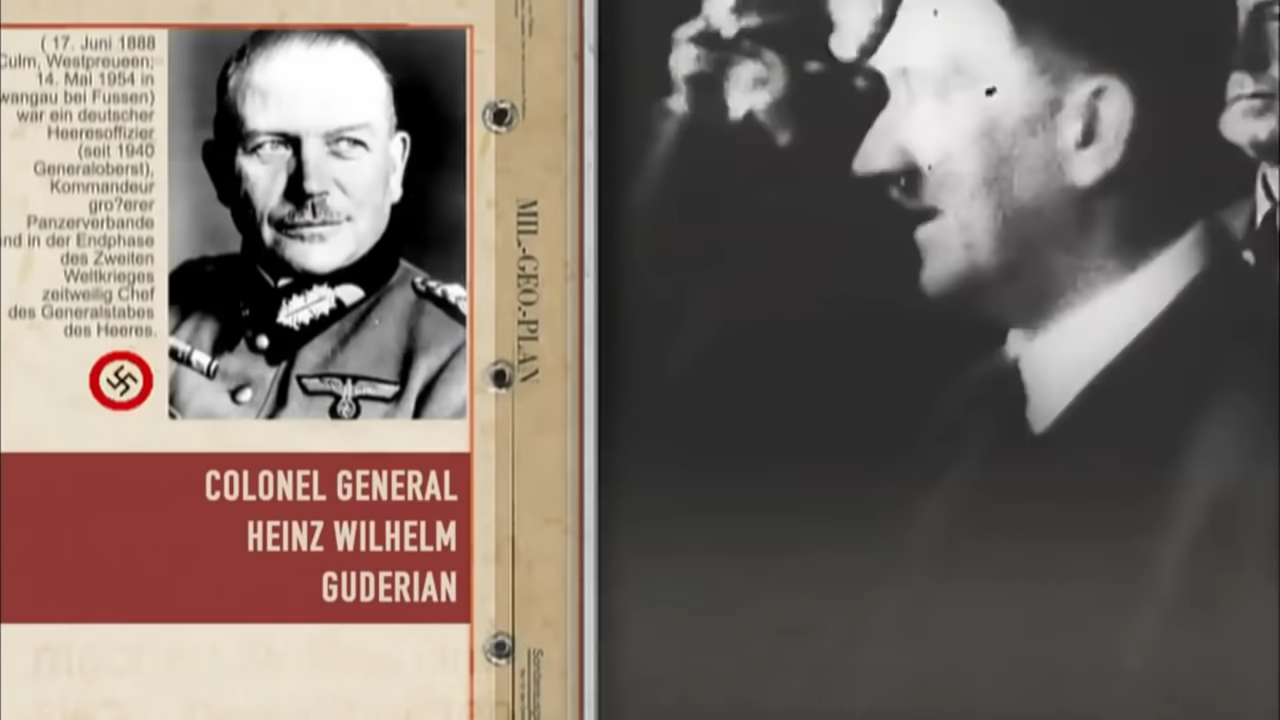 ( 17. Juni 1888
Culm, Westpreueen;
14. Mai 1954 in
wangau bei Fussen)
war ein deutscher
Heeresoffizier
(seit 1940
Generaloberst),
Kommandeur
gro?erer
Panzerverbande
nd in der Endphase
des Zweiten
Weltkrieges
zeitweilig Chef
des Generalstabes
des Heeres.
COLONEL GENERAL
HEINZ WILHELM
GUDERIAN
MIL.-GEO.-PLAN